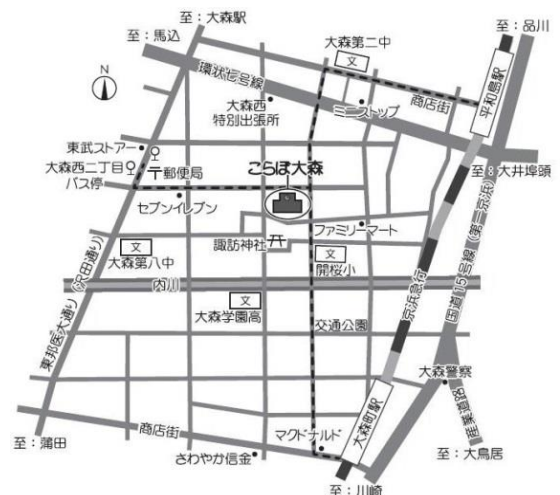 至：大森駅
至：品川
至：馬込
大森第二中
文
環状七号線
商店街
平和島駅
N
大森西
特別出張所
ミニストップ
東武ストアー
大森西二丁目
バス停
〒郵便局
こらぼ大森
至：大井埠頭
セブンイレブン
ファミリーマート
諏訪神社
文
大森第八中
文
開桜小
内川
文
大森学園高
京浜急行
国道15号線（第一京浜）
東邦医大通り（沢田通り）
交通公園
大森警察
大森町駅
産業道路
商店街
マクドナルド
至：蒲田
さわやか信金
至：大鳥居
至：川崎